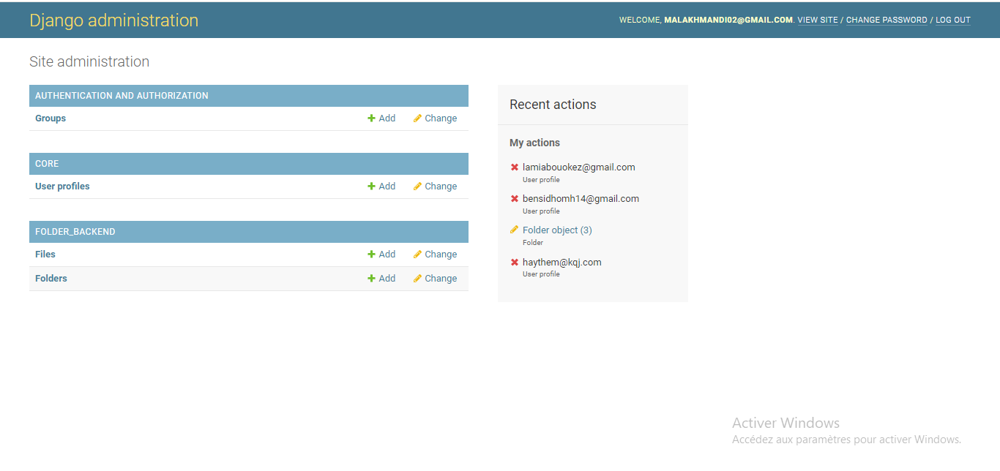 Django administration
WELCOME, MALAKHMANDI02@GMAIL.COM. VIEW SITE / CHANGE PASSWORD / LOG OUT
Site administration
AUTHENTICATION AND AUTHORIZATION
Groups Add Change
CORE
User profiles Add Change
FOLDER_BACKEND
Files Add Change
Folders Add Change
Recent actions
My actions
lamiabouokez@gmail.com
User profile
bensidhomh14@gmail.com
User profile
Folder object (3)
Folder
haythem@kqj.com
User profile
Activer Windows
Accédez aux paramètres pour activer Windows.